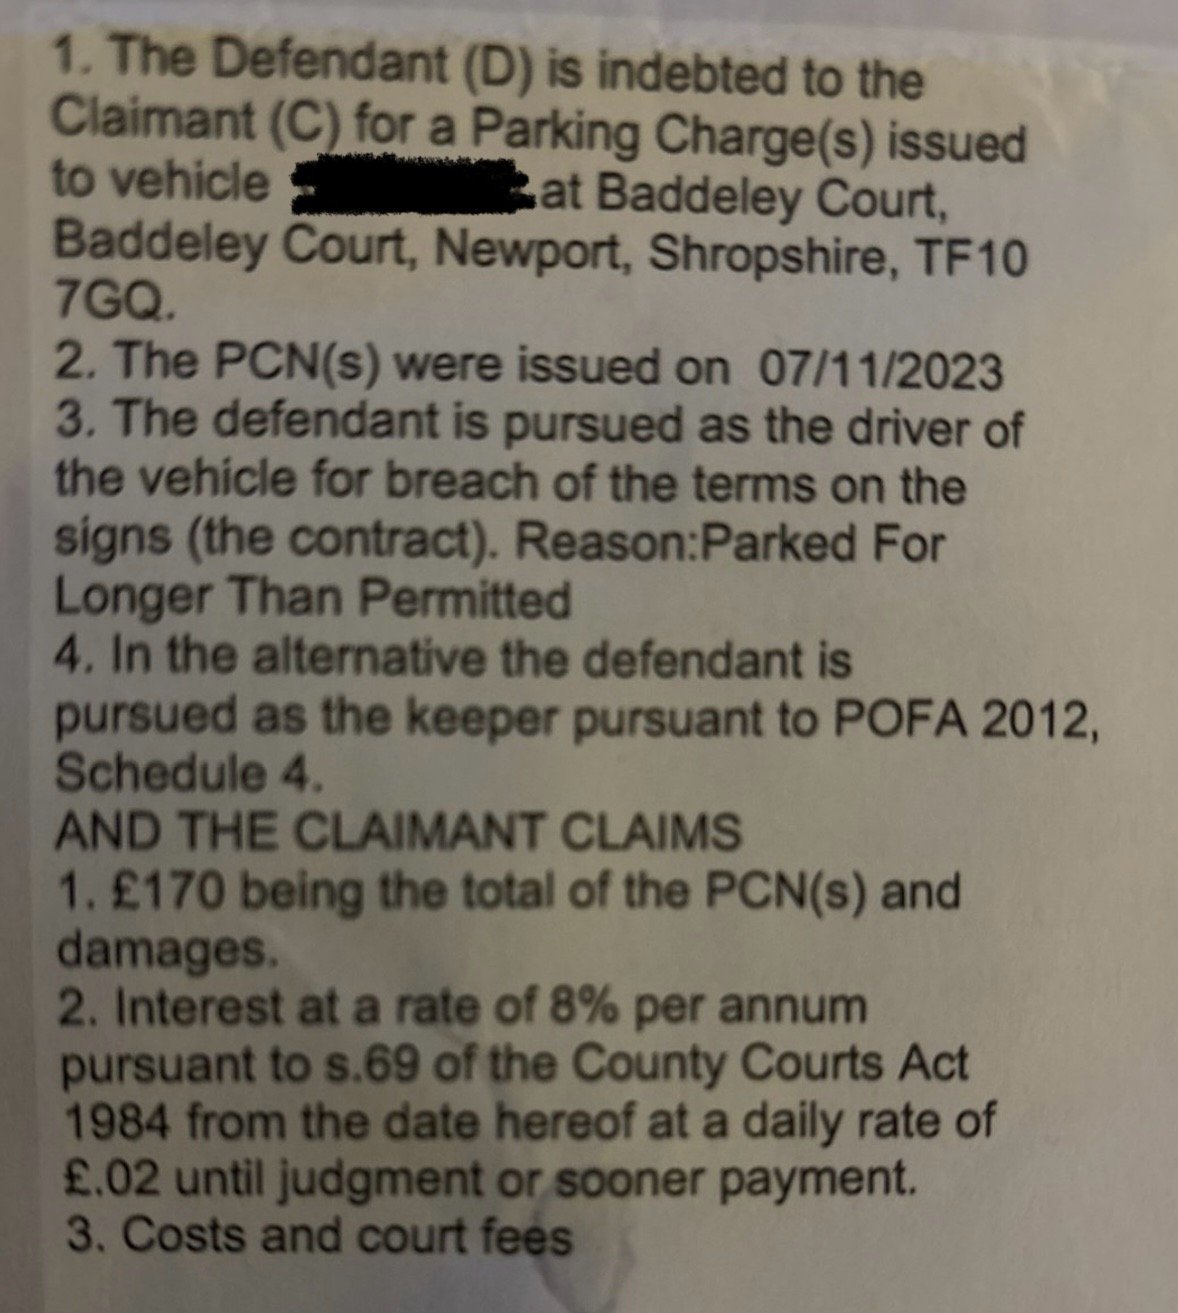 1. The Defendant (D) is indebted to the
Claimant (C) for a Parking Charge(s) issued
to vehicle at Baddeley Court,
Baddeley Court, Newport, Shropshire, TF10
7GQ.
2. The PCN(s) were issued on 07/11/2023
3. The defendant is pursued as the driver of
the vehicle for breach of the terms on the
signs (the contract). Reason:Parked For
Longer Than Permitted
4. In the alternative the defendant is
pursued as the keeper pursuant to POFA 2012,
Schedule 4.
AND THE CLAIMANT CLAIMS
1. £170 being the total of the PCN(s) and
damages.
2. Interest at a rate of 8% per annum
pursuant to s.69 of the County Courts Act
1984 from the date hereof at a daily rate of
£.02 until judgment or sooner payment.
3. Costs and court fees